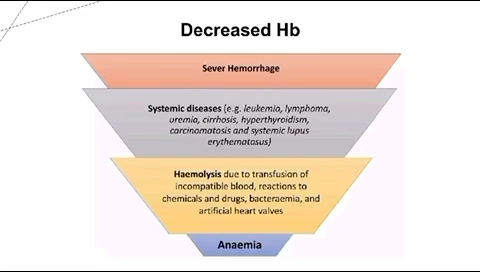 Decreased Hb
Sever Hemorrhage
Systemic diseases (e.g. leukemia, lymphoma,
uremia, cirrhosis, hyperthyroidism,
carcinomatosis and systemic lupus
erythematosus)
Haemolysis due to transfusion of
incompatible blood, reactions to
chemicals and drugs, bacteraemia, and
artificial heart valves
Anaemia